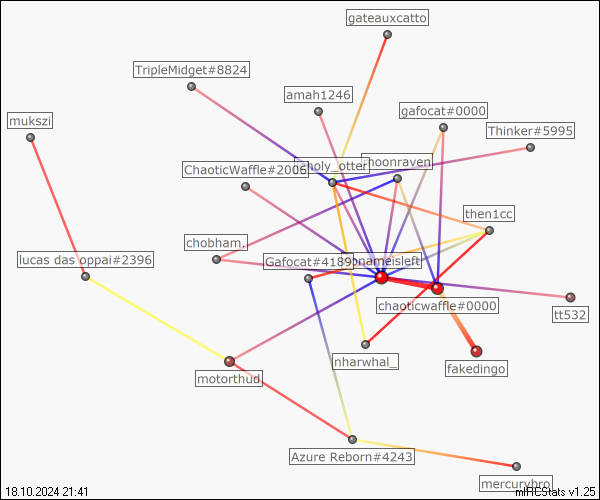 gateauxcatto
TripleMidget#8824
amah1246
gafocat#0000
mukszi
Thinker#5995
ChaoticWaffle#2006
holy_otter
hoonraven
then1cc
chobham,
lucas das oppai#2396
Gafocat#4189
nameisleft
chaoticwaffle#0000
tt532
nharwhal_
fakedingo
motorthud
Azure Reborn#4243
mercurybro
18.10.2024 21:41
mIRCStats v1.25